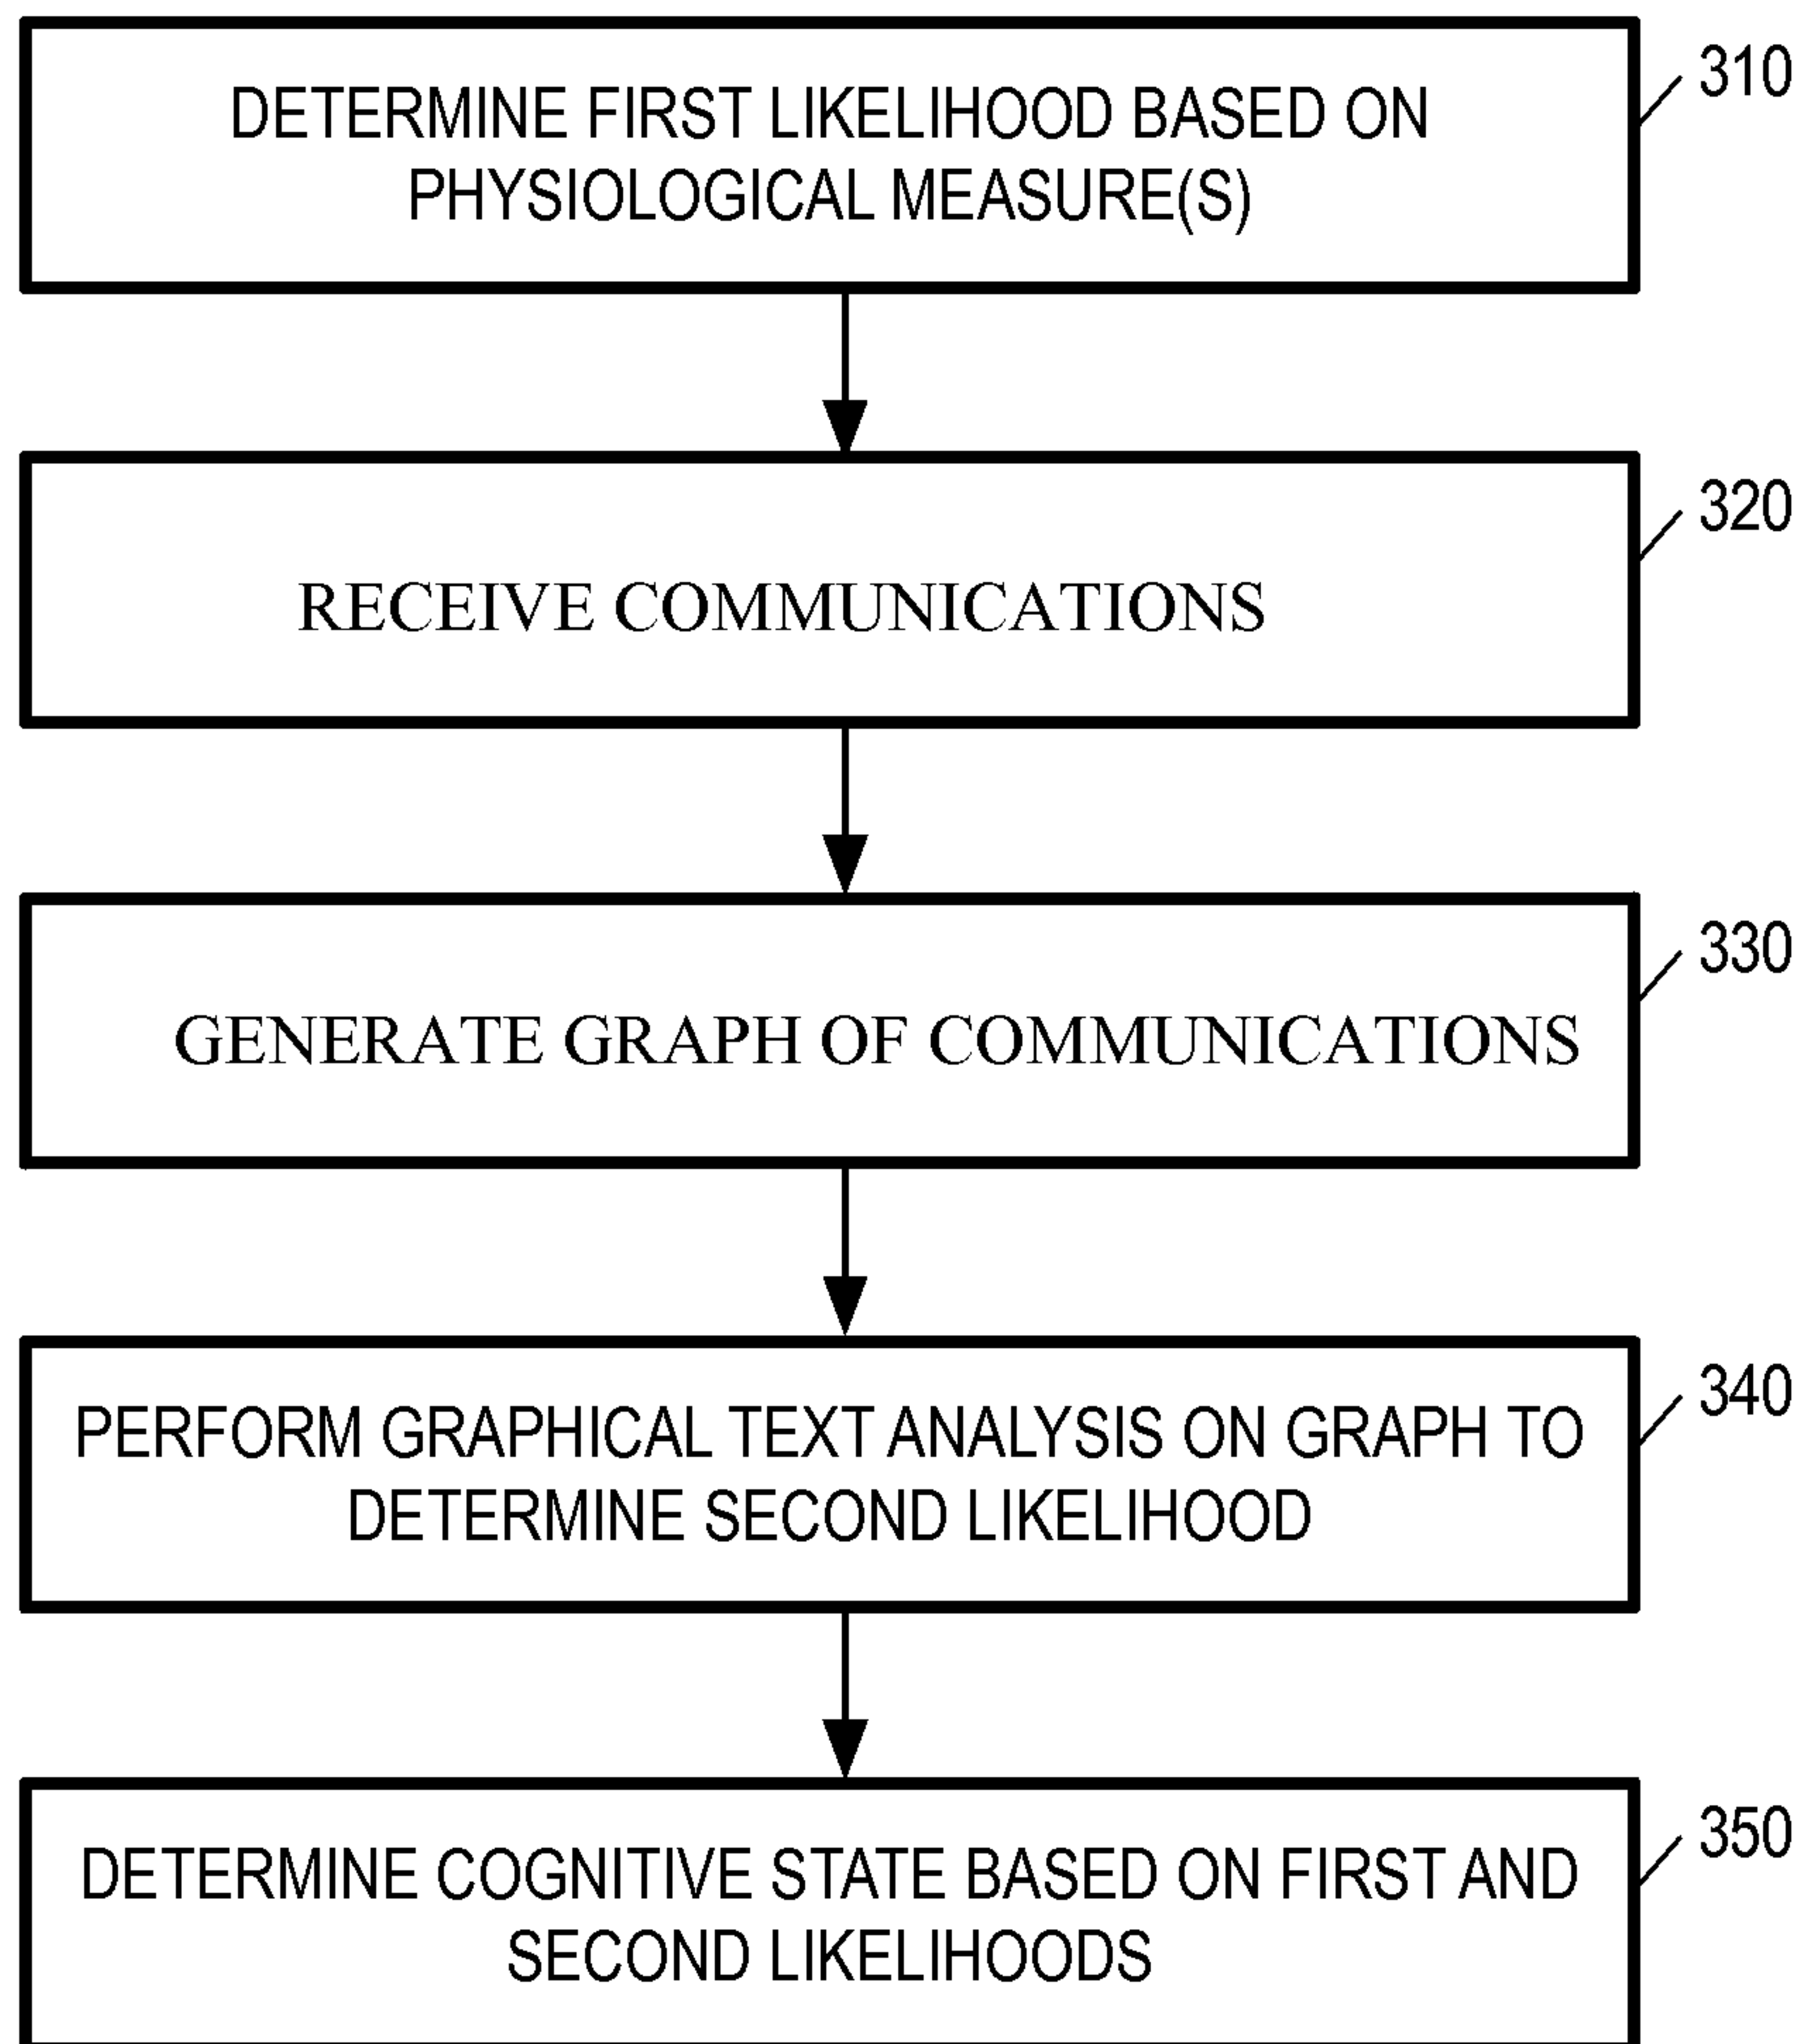 DETERMINE FIRST LIKELIHOOD BASED ON
PHYSIOLOGICAL MEASURE(S)
310
RECEIVE COMMUNICATIONS
320
GENERATE GRAPH OF COMMUNICATIONS
330
PERFORM GRAPHICAL TEXT ANALYSIS ON GRAPH TO
DETERMINE SECOND LIKELIHOOD
340
DETERMINE COGNITIVE STATE BASED ON FIRST AND
SECOND LIKELIHOODS
350